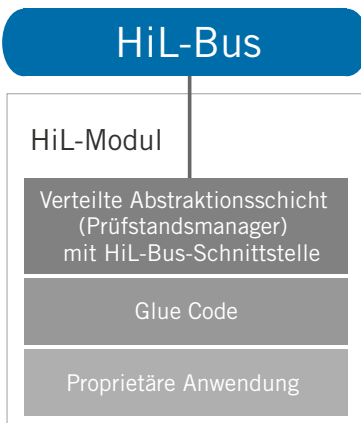 HiL-Bus
HiL-Modul
Verteilte Abstraktionsschicht
(Prüfstandsmanager)
mit HiL-Bus-Schnittstelle
Glue Code
Proprietäre Anwendung